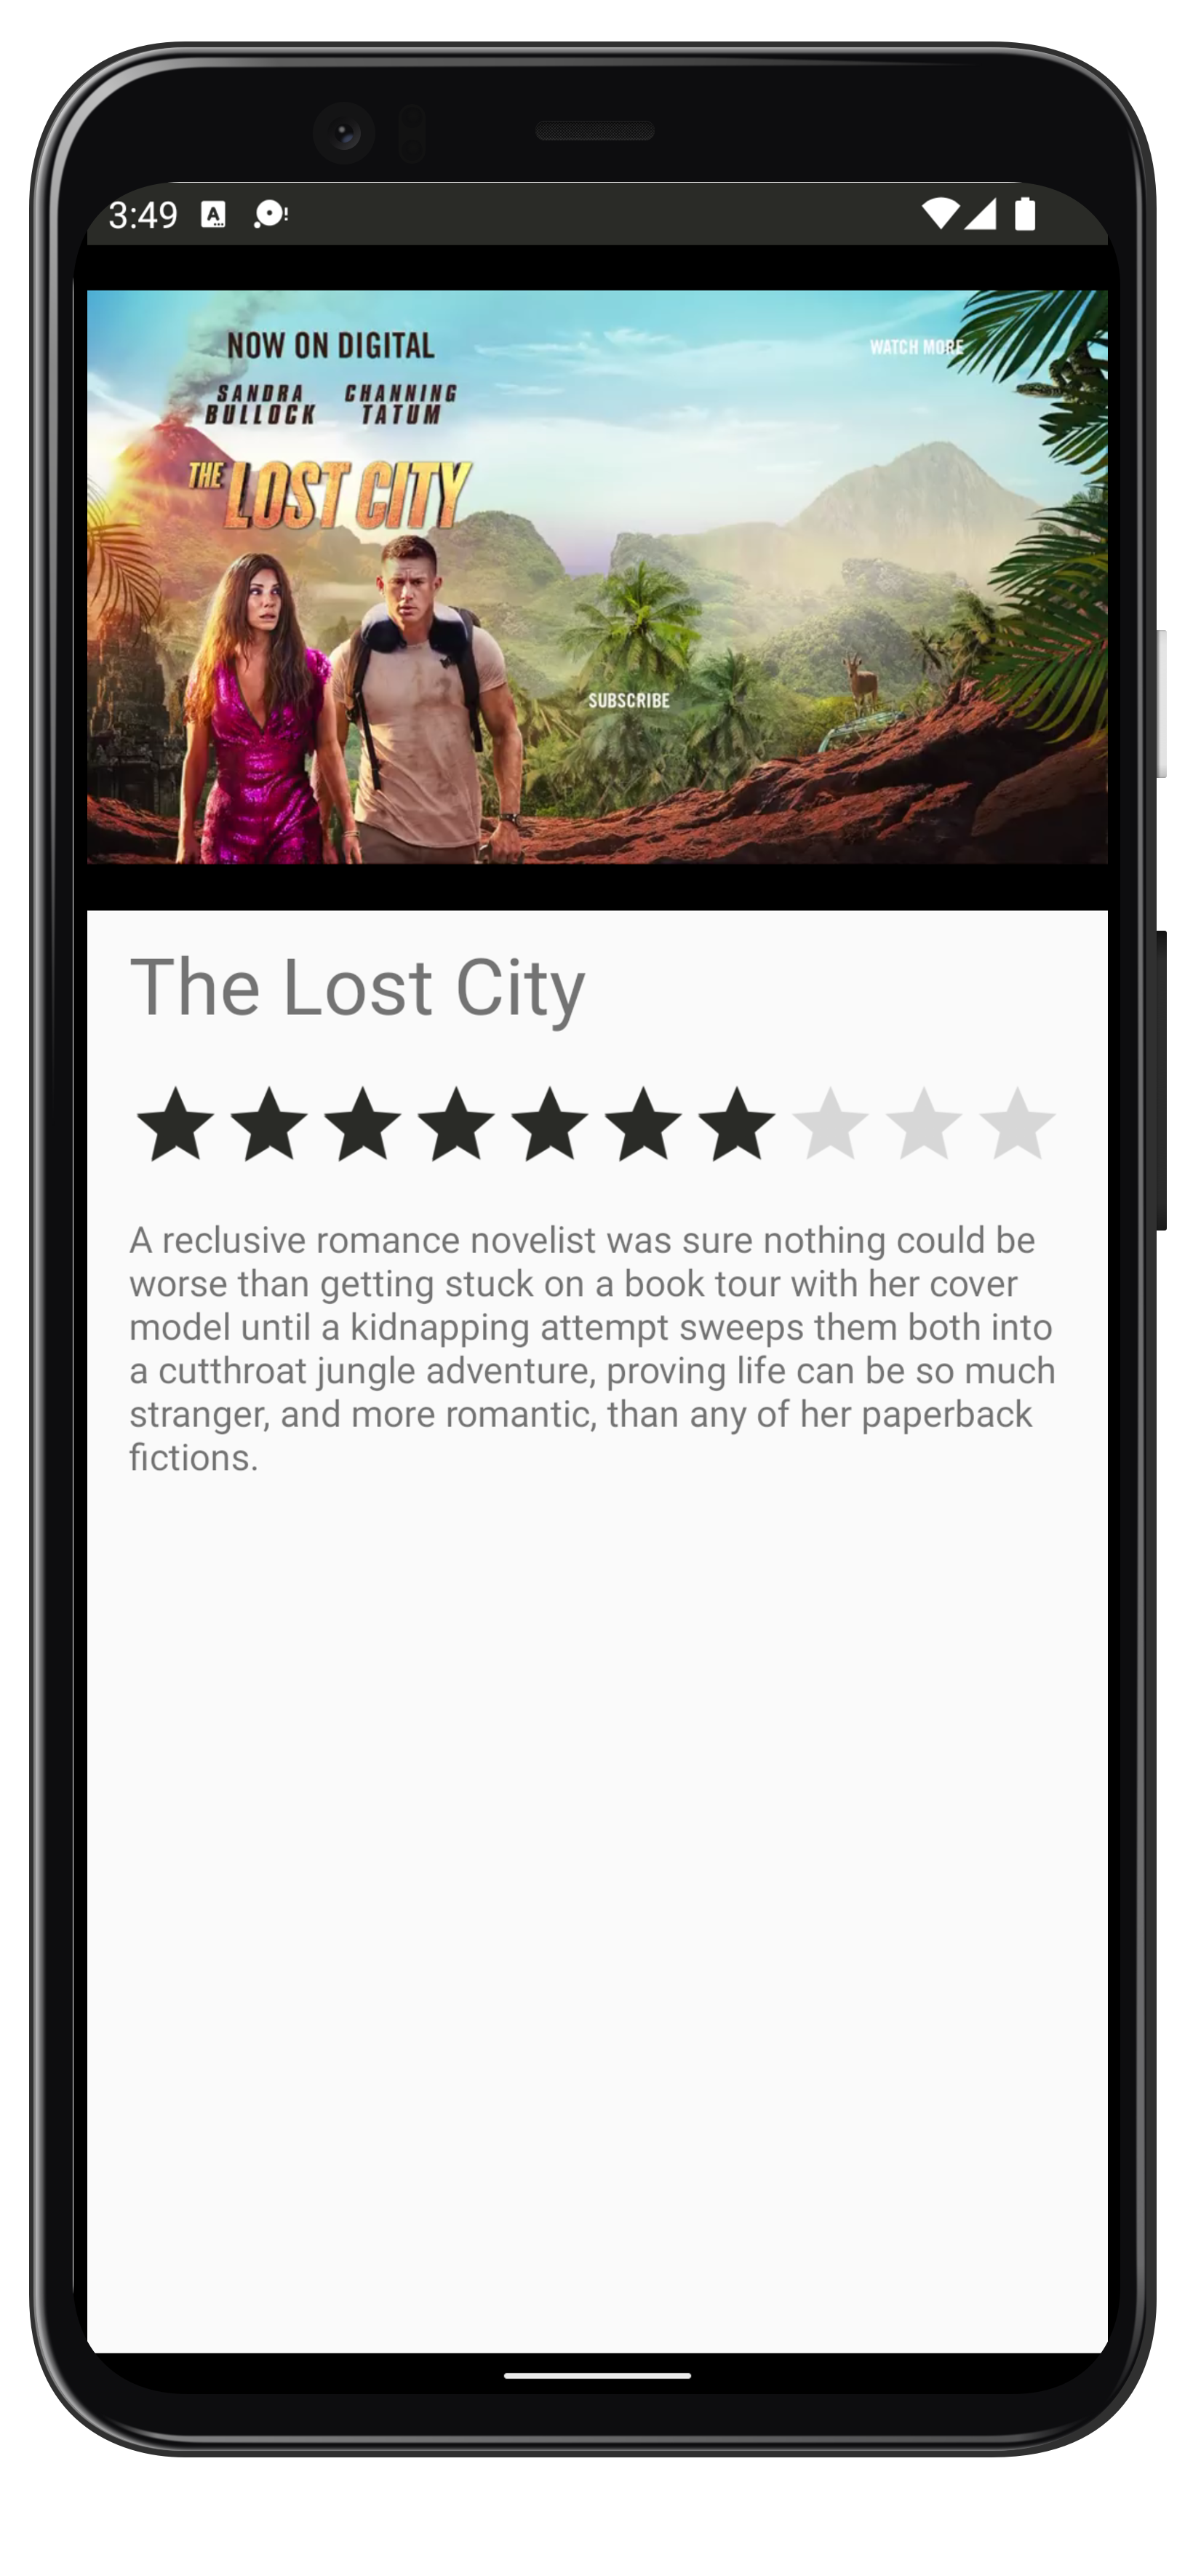 3:49
NOW ON DIGITAL
WATCH MORE
SANDRA BULLOCK CHANNING TATUM
THE LOST CITY
SUBSCRIBE
The Lost City
A reclusive romance novelist was sure nothing could be
worse than getting stuck on a book tour with her cover
model until a kidnapping attempt sweeps them both into
a cutthroat jungle adventure, proving life can be so much
stranger, and more romantic, than any of her paperback
fictions.